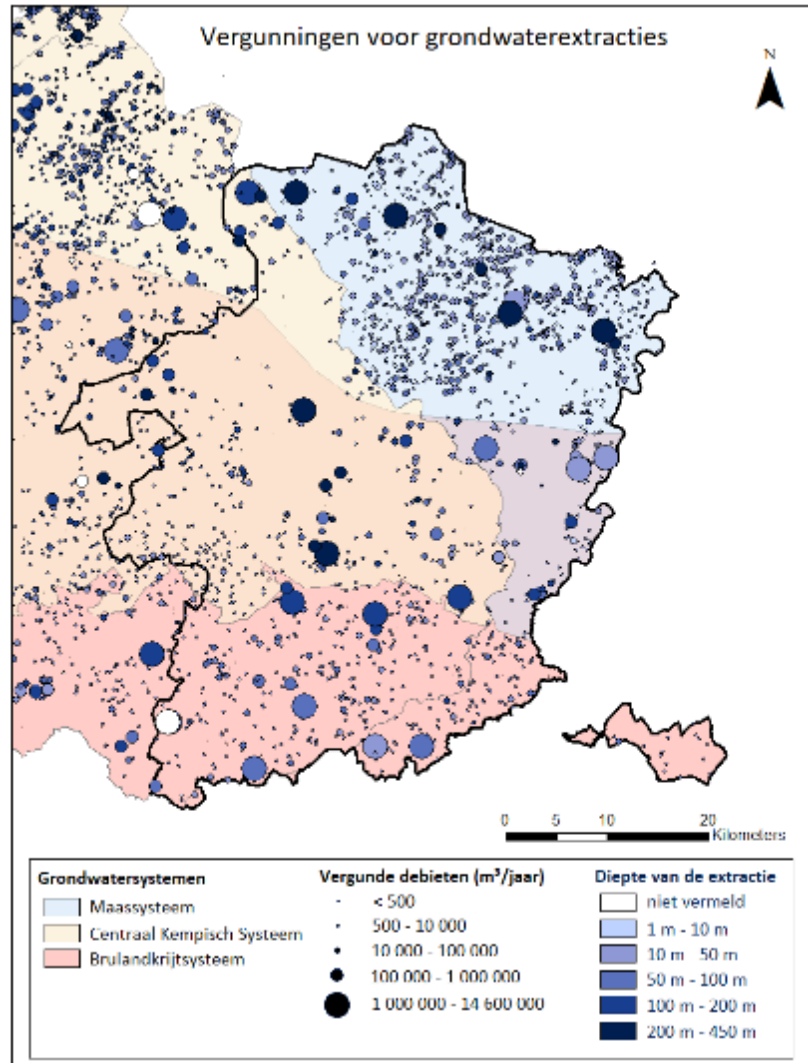 Vergunningen voor grondwaterextracties
N
0 5 10 20
Kilometers
Grondwatersystemen
Maassysteem
Centraal Kempisch Systeem
Brulandkrijtsysteem
Vergunde debieten (m³/jaar)
< 500
500 - 10 000
10 000 - 100 000
100 000 - 1 000 000
1 000 000 - 14 600 000
Diepte van de extractie
niet vermeld
1 m - 10 m
10 m - 50 m
50 m - 100 m
100 m - 200 m
200 m - 450 m